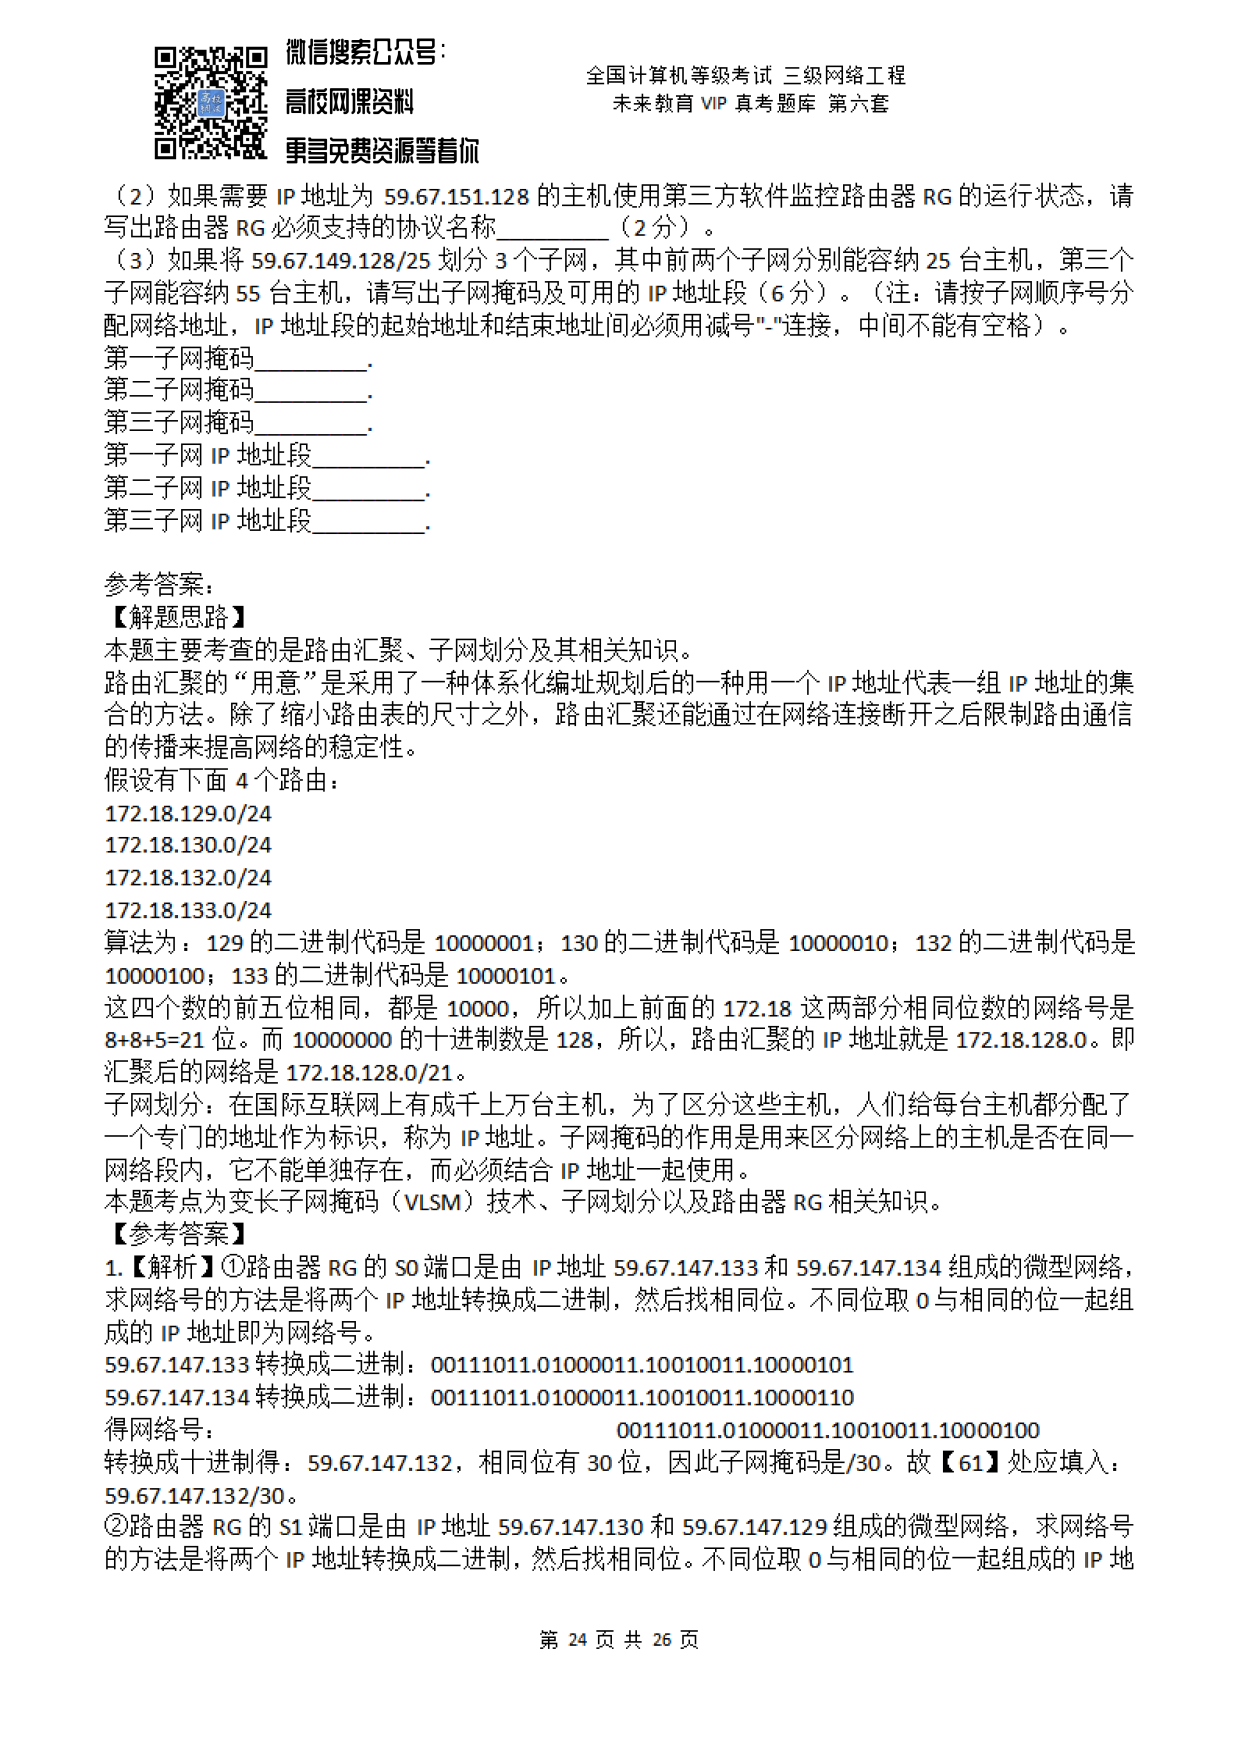 微信搜索公众号：
高校网课资料
更多免费资源等着你
高校
网课
全国计算机等级考试 三级网络工程
未来教育 VIP 真考题库 第六套
（2）如果需要 IP 地址为 59.67.151.128 的主机使用第三方软件监控路由器 RG 的运行状态，请
写出路由器 RG 必须支持的协议名称_________（2 分）。
（3）如果将 59.67.149.128/25 划分 3 个子网，其中前两个子网分别能容纳 25 台主机，第三个
子网能容纳 55 台主机，请写出子网掩码及可用的 IP 地址段（6 分）。（注：请按子网顺序号分
配网络地址，IP 地址段的起始地址和结束地址间必须用减号"-"连接，中间不能有空格）。
第一子网掩码_________.
第二子网掩码_________.
第三子网掩码_________.
第一子网 IP 地址段_________.
第二子网 IP 地址段_________.
第三子网 IP 地址段_________.
参考答案：
【解题思路】
本题主要考查的是路由汇聚、子网划分及其相关知识。
路由汇聚的“用意”是采用了一种体系化编址规划后的一种用一个 IP 地址代表一组 IP 地址的集
合的方法。除了缩小路由表的尺寸之外，路由汇聚还能通过在网络连接断开之后限制路由通信
的传播来提高网络的稳定性。
假设有下面 4 个路由：
172.18.129.0/24
172.18.130.0/24
172.18.132.0/24
172.18.133.0/24
算法为：129 的二进制代码是 10000001；130 的二进制代码是 10000010；132 的二进制代码是
10000100；133 的二进制代码是 10000101。
这四个数的前五位相同，都是 10000，所以加上前面的 172.18 这两部分相同位数的网络号是
8+8+5=21 位。而 10000000 的十进制数是 128，所以，路由汇聚的 IP 地址就是 172.18.128.0。即
汇聚后的网络是 172.18.128.0/21。
子网划分：在国际互联网上有成千上万台主机，为了区分这些主机，人们给每台主机都分配了
一个专门的地址作为标识，称为 IP 地址。子网掩码的作用是用来区分网络上的主机是否在同一
网络段内，它不能单独存在，而必须结合 IP 地址一起使用。
本题考点为变长子网掩码（VLSM）技术、子网划分以及路由器 RG 相关知识。
【参考答案】
1.【解析】①路由器 RG 的 S0 端口是由 IP 地址 59.67.147.133 和 59.67.147.134 组成的微型网络，
求网络号的方法是将两个 IP 地址转换成二进制，然后找相同位。不同位取 0 与相同的位一起组
成的 IP 地址即为网络号。
59.67.147.133 转换成二进制：00111011.01000011.10010011.10000101
59.67.147.134 转换成二进制：00111011.01000011.10010011.10000110
得网络号： 00111011.01000011.10010011.10000100
转换成十进制得：59.67.147.132，相同位有 30 位，因此子网掩码是/30。故【61】处应填入：
59.67.147.132/30。
②路由器 RG 的 S1 端口是由 IP 地址 59.67.147.130 和 59.67.147.129 组成的微型网络，求网络号
的方法是将两个 IP 地址转换成二进制，然后找相同位。不同位取 0 与相同的位一起组成的 IP 地
第 24 页 共 26 页